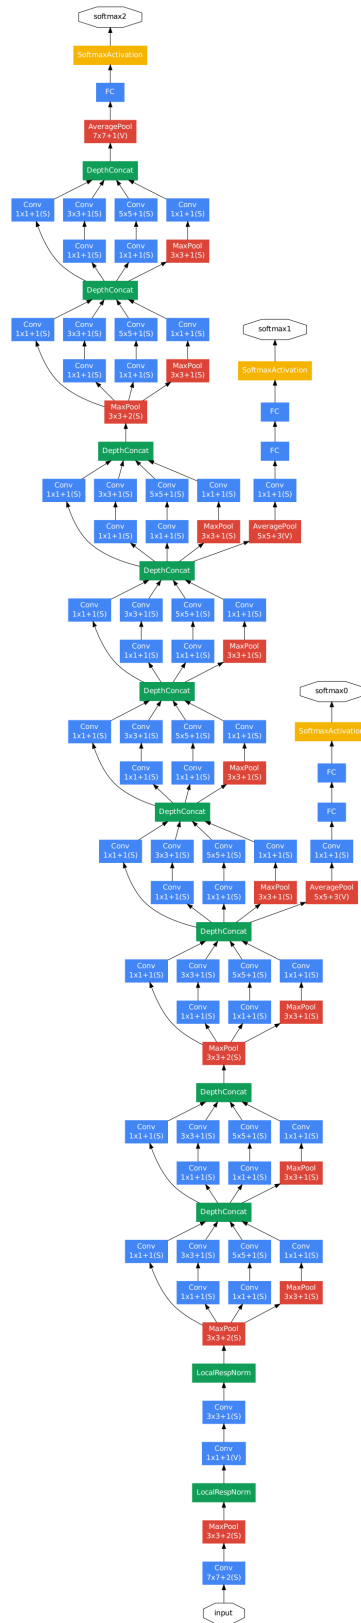 softmax2
SoftmaxActivation
FC
AveragePool
7x7+1(V)
DepthConcat
Conv Conv Conv Conv
1x1+1(S) 3x3+1(S) 5x5+1(S) 1x1+1(S)
Conv Conv MaxPool
1x1+1(S) 1x1+1(S) 3x3+1(S)
DepthConcat
Conv Conv Conv Conv
1x1+1(S) 3x3+1(S) 5x5+1(S) 1x1+1(S)
softmax1
Conv Conv MaxPool SoftmaxActivation
1x1+1(S) 1x1+1(S) 3x3+1(S)
MaxPool FC
3x3+2(S)
DepthConcat FC
Conv Conv Conv Conv Conv
1x1+1(S) 3x3+1(S) 5x5+1(S) 1x1+1(S) 1x1+1(S)
Conv Conv MaxPool AveragePool
1x1+1(S) 1x1+1(S) 3x3+1(S) 5x5+3(V)
DepthConcat
Conv Conv Conv Conv
1x1+1(S) 3x3+1(S) 5x5+1(S) 1x1+1(S)
Conv Conv MaxPool
1x1+1(S) 1x1+1(S) 3x3+1(S)
DepthConcat softmax0
Conv Conv Conv Conv SoftmaxActivation
1x1+1(S) 3x3+1(S) 5x5+1(S) 1x1+1(S)
Conv Conv MaxPool FC
1x1+1(S) 1x1+1(S) 3x3+1(S)
DepthConcat FC
Conv Conv Conv Conv Conv
1x1+1(S) 3x3+1(S) 5x5+1(S) 1x1+1(S) 1x1+1(S)
Conv Conv MaxPool AveragePool
1x1+1(S) 1x1+1(S) 3x3+1(S) 5x5+3(V)
DepthConcat
Conv Conv Conv Conv
1x1+1(S) 3x3+1(S) 5x5+1(S) 1x1+1(S)
Conv Conv MaxPool
1x1+1(S) 1x1+1(S) 3x3+1(S)
MaxPool
3x3+2(S)
DepthConcat
Conv Conv Conv Conv
1x1+1(S) 3x3+1(S) 5x5+1(S) 1x1+1(S)
Conv Conv MaxPool
1x1+1(S) 1x1+1(S) 3x3+1(S)
DepthConcat
Conv Conv Conv Conv
1x1+1(S) 3x3+1(S) 5x5+1(S) 1x1+1(S)
Conv Conv MaxPool
1x1+1(S) 1x1+1(S) 3x3+1(S)
MaxPool
3x3+2(S)
LocalRespNorm
Conv
3x3+1(S)
Conv
1x1+1(V)
LocalRespNorm
MaxPool
3x3+2(S)
Conv
7x7+2(S)
input